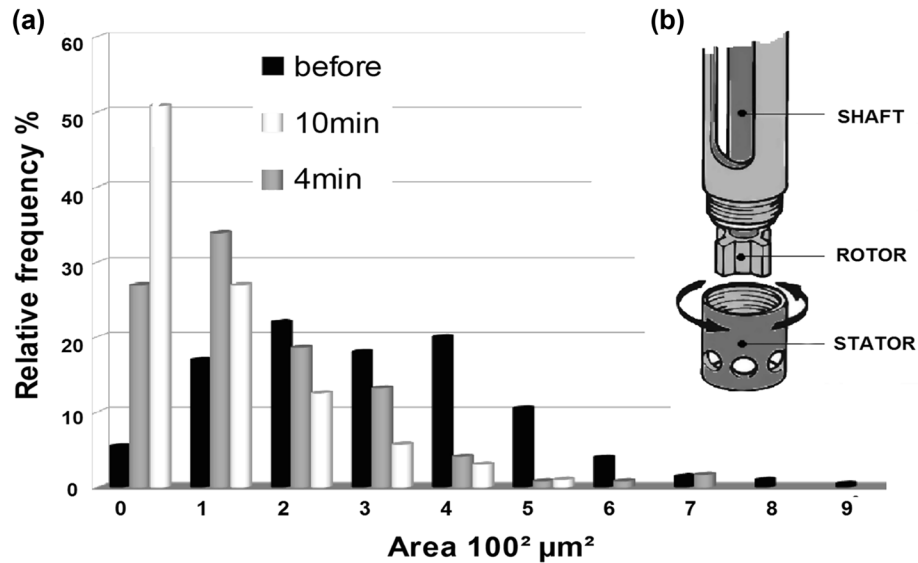 (a)
60
50
40
30
20
10
0
Relative frequency %
before
10min
4min
0 1 2 3 4 5 6 7 8 9
Area 100² µm²
(b)
SHAFT
ROTOR
STATOR